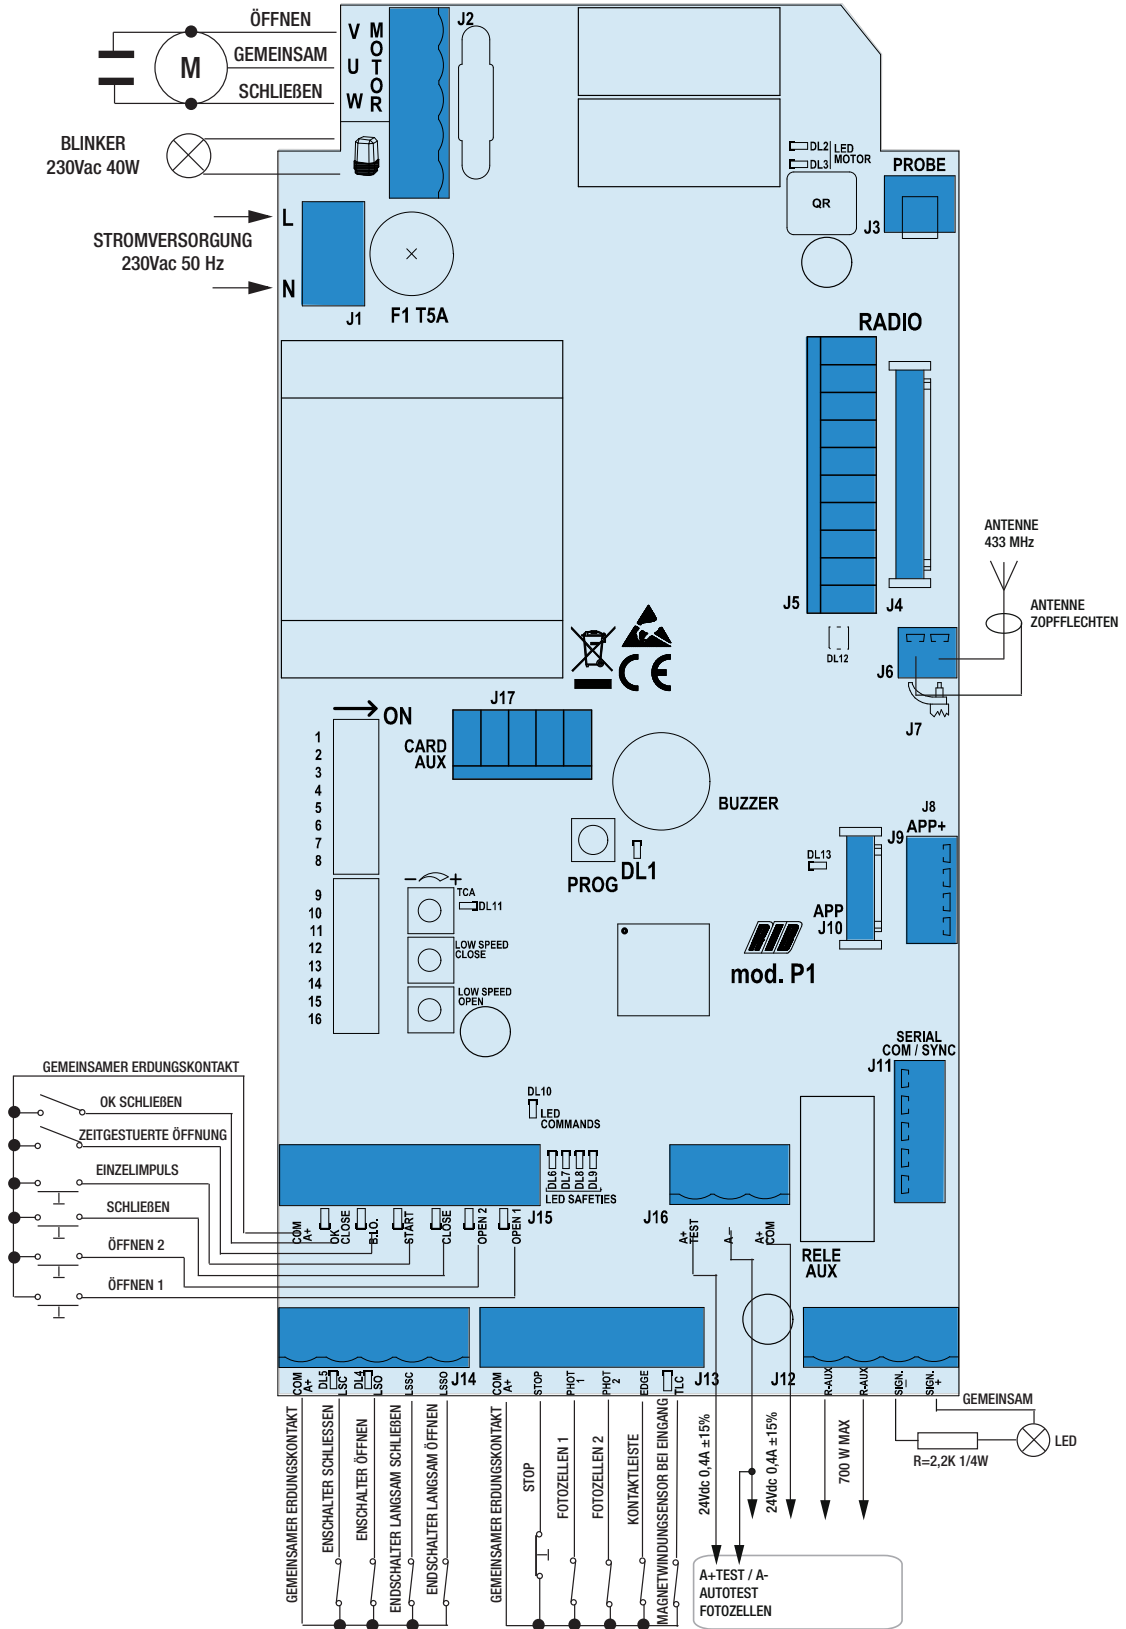 ÖFFNEN
GEMEINSAM
SCHLIEßEN
M
V
U
W
MOTOR
J2
BLINKER
230Vac 40W
DL2
DL3
LED
MOTOR
PROBE
QR
J3
L
STROMVERSORGUNG
230Vac 50 Hz
N
J1
F1 T5A
RADIO
J5
J4
ANTENNE
433 MHz
ANTENNE
ZOPFFLECHTEN
DL12
J6
J7
CE
ON
1
2
3
4
5
6
7
8
9
10
11
12
13
14
15
16
J17
CARD
AUX
BUZZER
PROG
DL1
J8
J9 APP+
DL13
APP
J10
− +
TCA
DL11
LOW SPEED
CLOSE
LOW SPEED
OPEN
mod. P1
SERIAL
COM / SYNC
J11
GEMEINSAMER ERDUNGSKONTAKT
OK SCHLIEßEN
ZEITGESTUERTE ÖFFNUNG
EINZELIMPULS
SCHLIEßEN
ÖFFNEN 2
ÖFFNEN 1
DL10
LED
COMMANDS
DL6
DL7
DL8
DL9
LED SAFETIES
J15
J16
COM
A+
OK
CLOSE
B.I.O.
START
CLOSE
OPEN 2
OPEN 1
A+
TEST
A−
A+
COM
RELE
AUX
J14
J13
J12
COM
A+
DL5
LSC
DL4
LSO
LSSC
LSSO
COM
A+
STOP
PHOT
1
PHOT
2
EDGE
TLC
R-AUX
R-AUX
SIGN.
−
SIGN.
+
GEMEINSAMER ERDUNGSKONTAKT
ENSCHALTER SCHLIESSEN
ENSCHALTER ÖFFNEN
ENDSCHALTER LANGSAM SCHLIEßEN
ENDSCHALTER LANGSAM ÖFFNEN
GEMEINSAMER ERDUNGSKONTAKT
STOP
FOTOZELLEN 1
FOTOZELLEN 2
KONTAKTLEISTE
MAGNETWINDUNGSENSOR BEI EINGANG
24Vdc 0,4A ±15%
24Vdc 0,4A ±15%
700 W MAX
GEMEINSAM
LED
R=2,2K 1/4W
A+TEST / A-
AUTOTEST
FOTOZELLEN